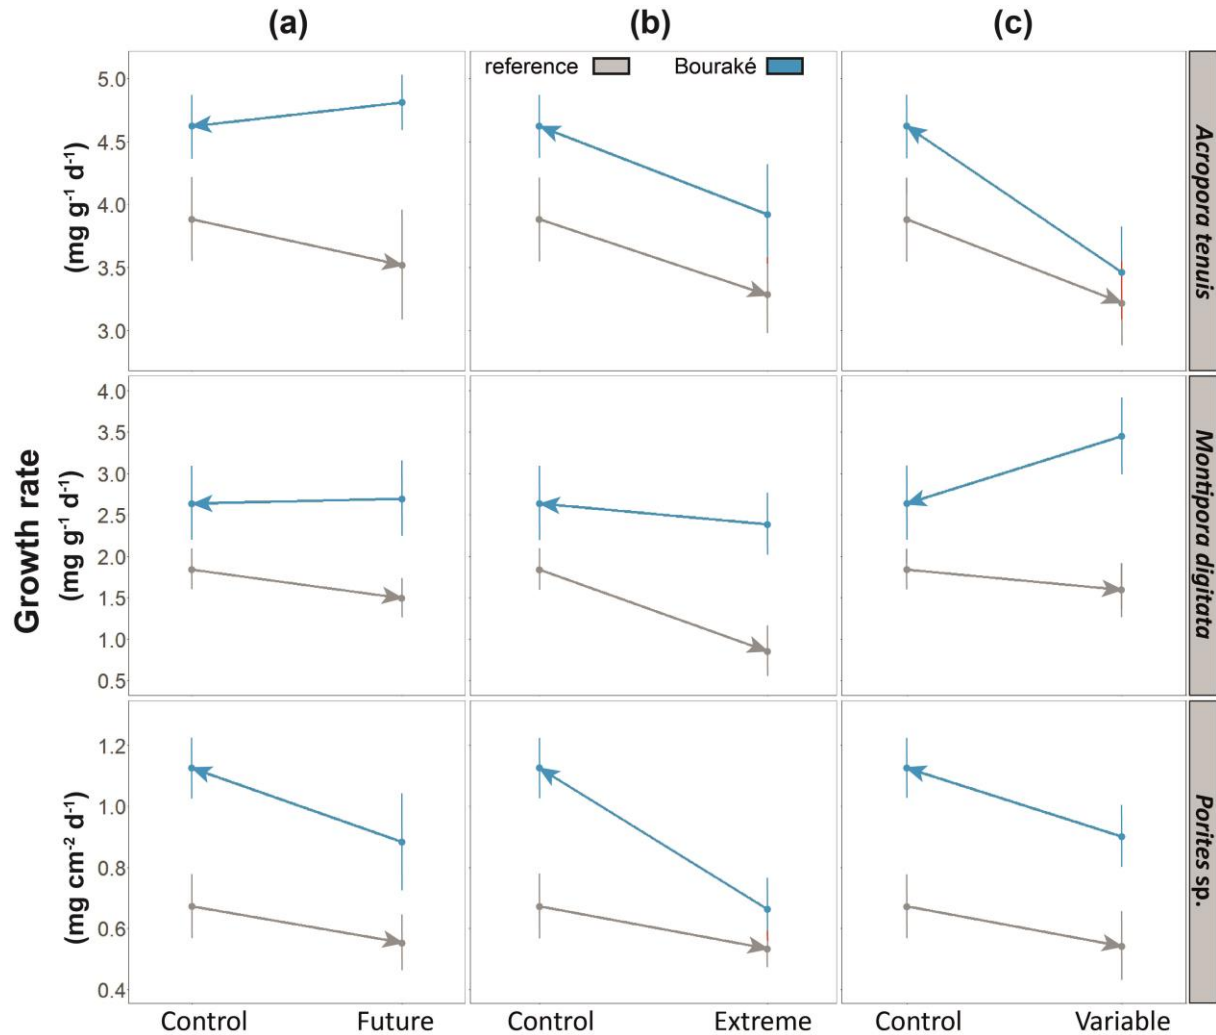 (a) (b) (c)
reference Bouraké
Growth rate
(mg g-1 d-1)
5.0
4.5
4.0
3.5
3.0
Acropora tenuis
(mg g-1 d-1)
4.0
3.5
3.0
2.5
2.0
1.5
1.0
0.5
Montipora digitata
(mg cm-2 d-1)
1.2
1.0
0.8
0.6
0.4
Porites sp.
Control Future Control Extreme Control Variable